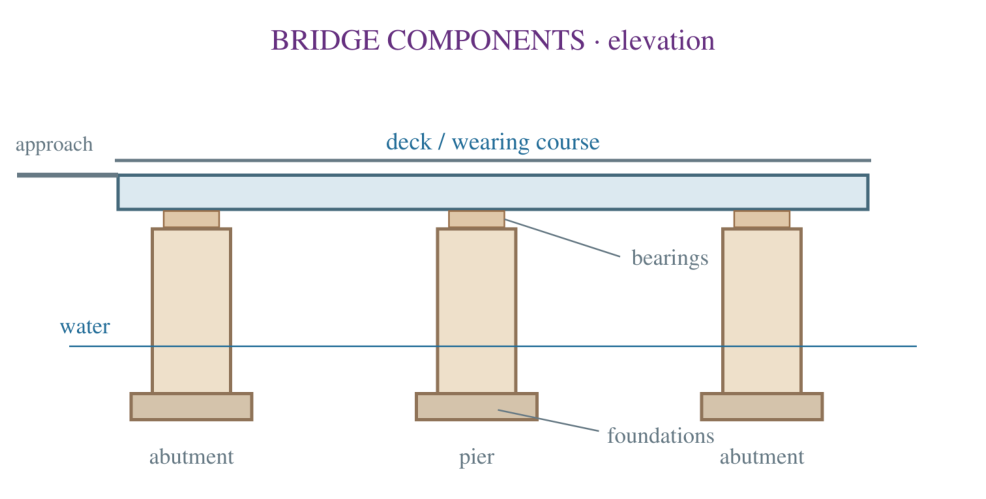 BRIDGE COMPONENTS · elevation
approach
deck / wearing course
bearings
water
foundations
abutment
pier
abutment